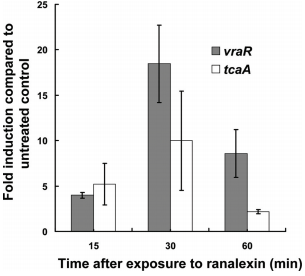 Fold induction compared to
untreated control
25
20
15
10
5
0
vraR
tcaA
15 30 60
Time after exposure to ranalexin (min)